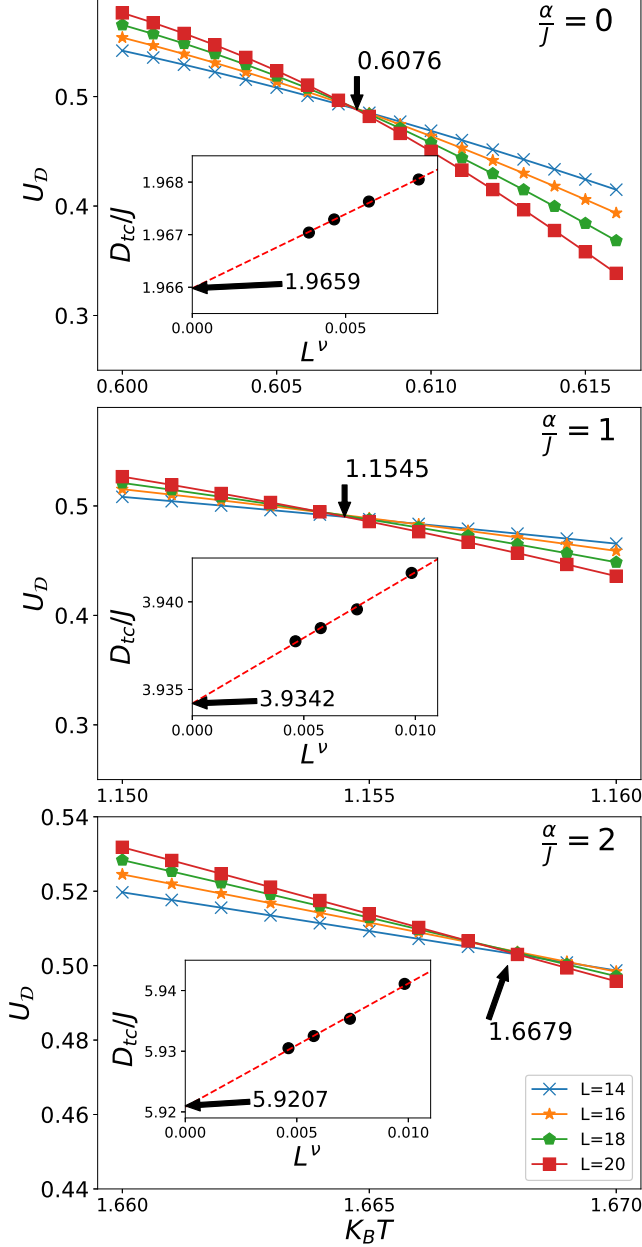 α/J = 0
0.6076
0.5
0.4
0.3
U_D
1.968
1.967
1.966
D_tc/J
1.9659
0.000
0.005
L^ν
0.600
0.605
0.610
0.615
α/J = 1
1.1545
0.5
0.4
0.3
U_D
3.940
3.935
D_tc/J
3.9342
0.000
0.005
0.010
L^ν
1.150
1.155
1.160
α/J = 2
0.54
0.52
0.50
0.48
0.46
0.44
U_D
1.6679
5.94
5.93
5.92
D_tc/J
5.9207
0.000
0.005
0.010
L^ν
L=14
L=16
L=18
L=20
1.660
1.665
1.670
K_BT